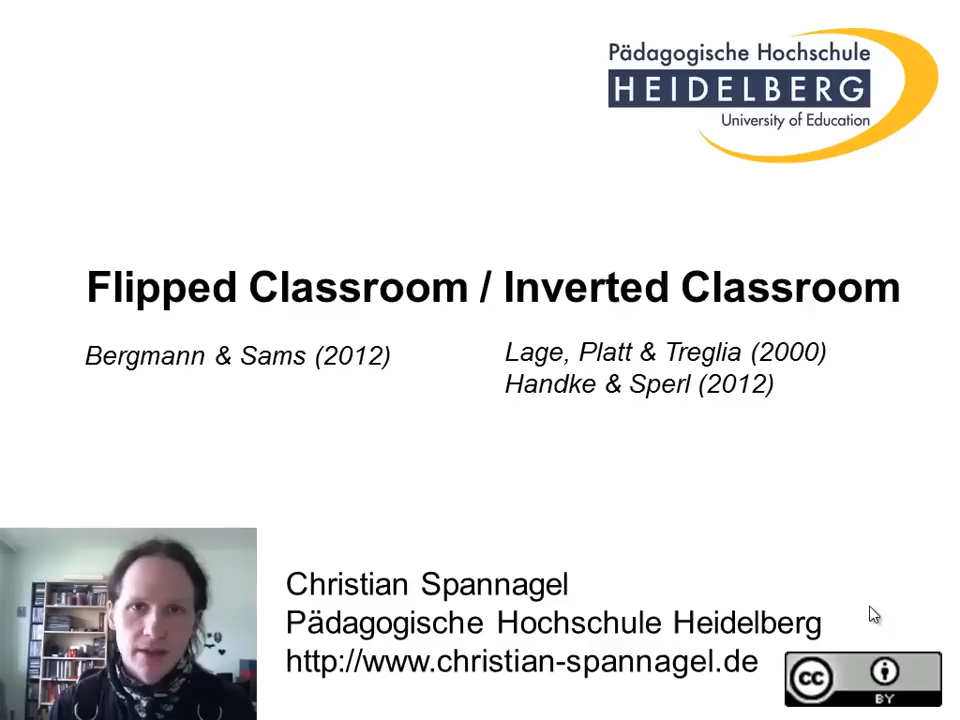 Pädagogische Hochschule
HEIDELBERG
University of Education
Flipped Classroom / Inverted Classroom
Bergmann & Sams (2012)
Lage, Platt & Treglia (2000)
Handke & Sperl (2012)
Christian Spannagel
Pädagogische Hochschule Heidelberg
http://www.christian-spannagel.de
cc
BY